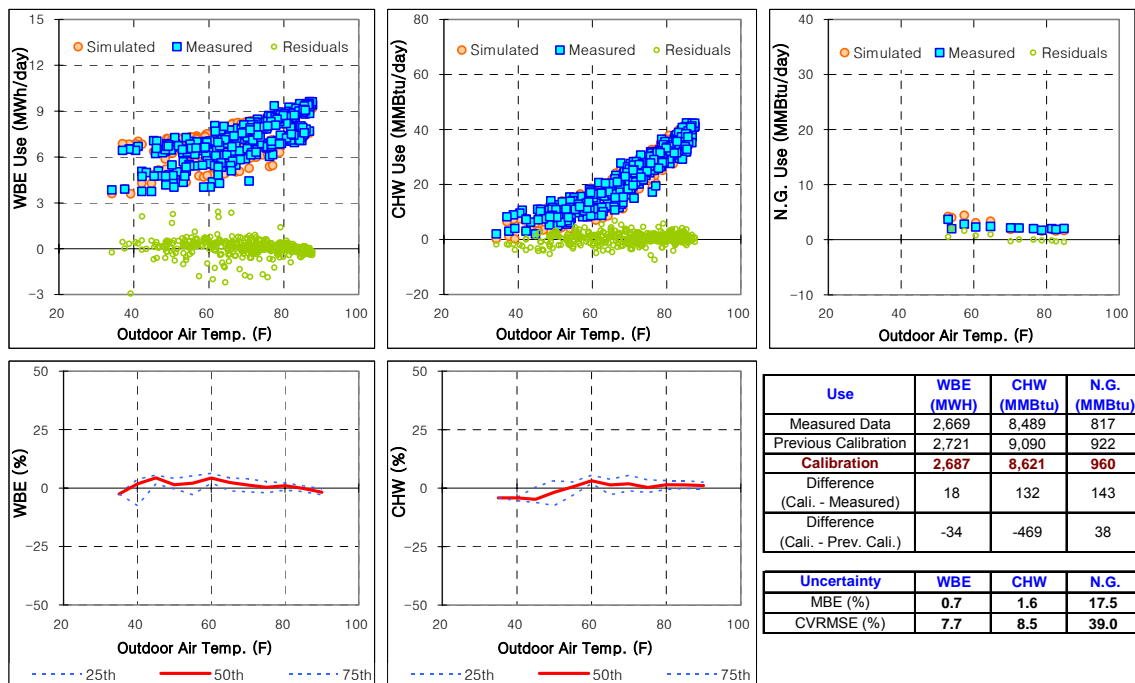 15
12
9
6
3
0
-3
WBE Use (MWh/day)
Simulated Measured Residuals
20 40 60 80 100
Outdoor Air Temp. (F)
80
60
40
20
0
-20
CHW Use (MMBtu/day)
Simulated Measured Residuals
20 40 60 80 100
Outdoor Air Temp. (F)
40
30
20
10
0
-10
N.G. Use (MMBtu/day)
Simulated Measured Residuals
20 40 60 80 100
Outdoor Air Temp. (F)
50
25
0
-25
-50
WBE (%)
20 40 60 80 100
Outdoor Air Temp. (F)
25th 50th 75th
50
25
0
-25
-50
CHW (%)
20 40 60 80 100
Outdoor Air Temp. (F)
25th 50th 75th
Use WBE CHW N.G.
(MWH) (MMBtu) (MMBtu)
Measured Data 2,669 8,489 817
Previous Calibration 2,721 9,090 922
Calibration 2,687 8,621 960
Difference
(Cali. - Measured) 18 132 143
Difference
(Cali. - Prev. Cali.) -34 -469 38
Uncertainty WBE CHW N.G.
MBE (%) 0.7 1.6 17.5
CVRMSE (%) 7.7 8.5 39.0